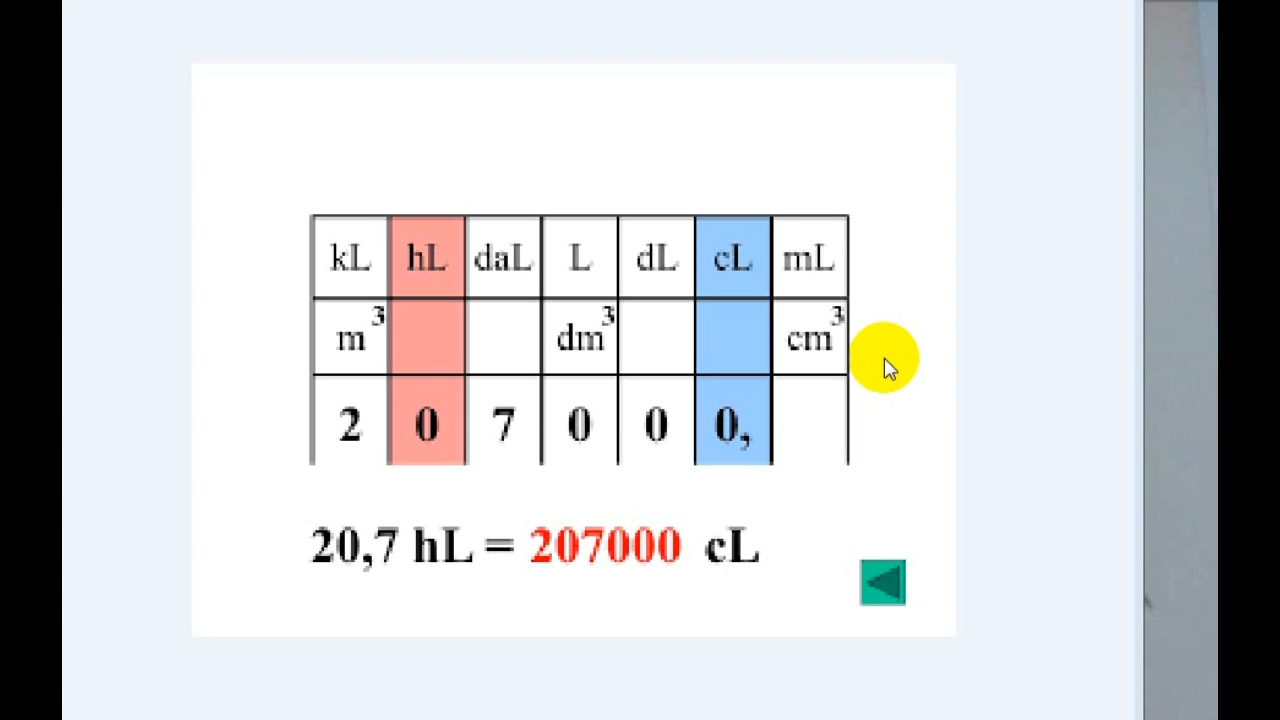 kL hL daL L dL cL mL
m³ dm³ cm³
2 0 7 0 0 0,
20,7 hL = 207000 cL